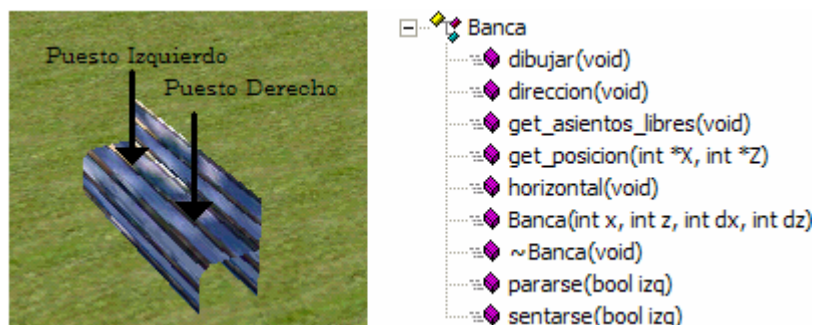 Puesto Izquierdo
Puesto Derecho
Banca
dibujar(void)
direccion(void)
get_asientos_libres(void)
get_posicion(int *X, int *Z)
horizontal(void)
Banca(int x, int z, int dx, int dz)
~Banca(void)
pararse(bool izq)
sentarse(bool izq)